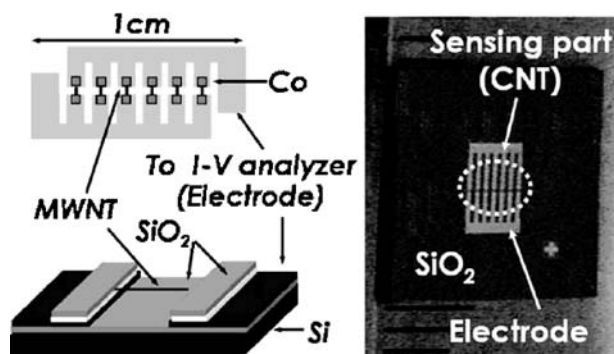 1cm
Co
To I-V analyzer
(Electrode)
MWNT
SiO₂
Si
Sensing part
(CNT)
SiO₂
Electrode